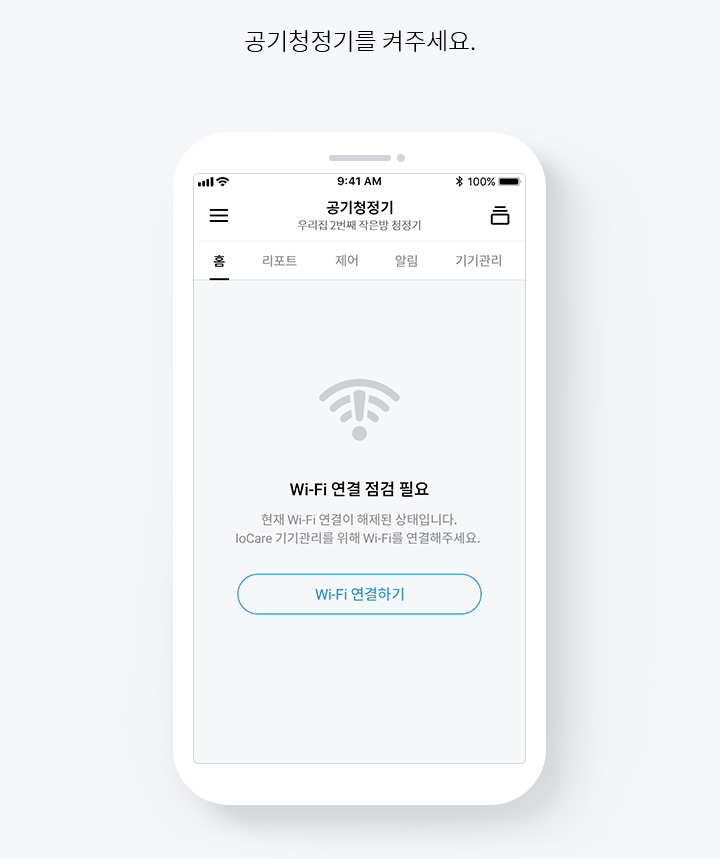 공기청정기를 켜주세요.
9:41 AM
100%
공기청정기
우리집 2번째 작은방 청정기
홈 리포트 제어 알림 기기관리
Wi-Fi 연결 점검 필요
현재 Wi-Fi 연결이 해제된 상태입니다.
IoCare 기기관리를 위해 Wi-Fi를 연결해주세요.
Wi-Fi 연결하기